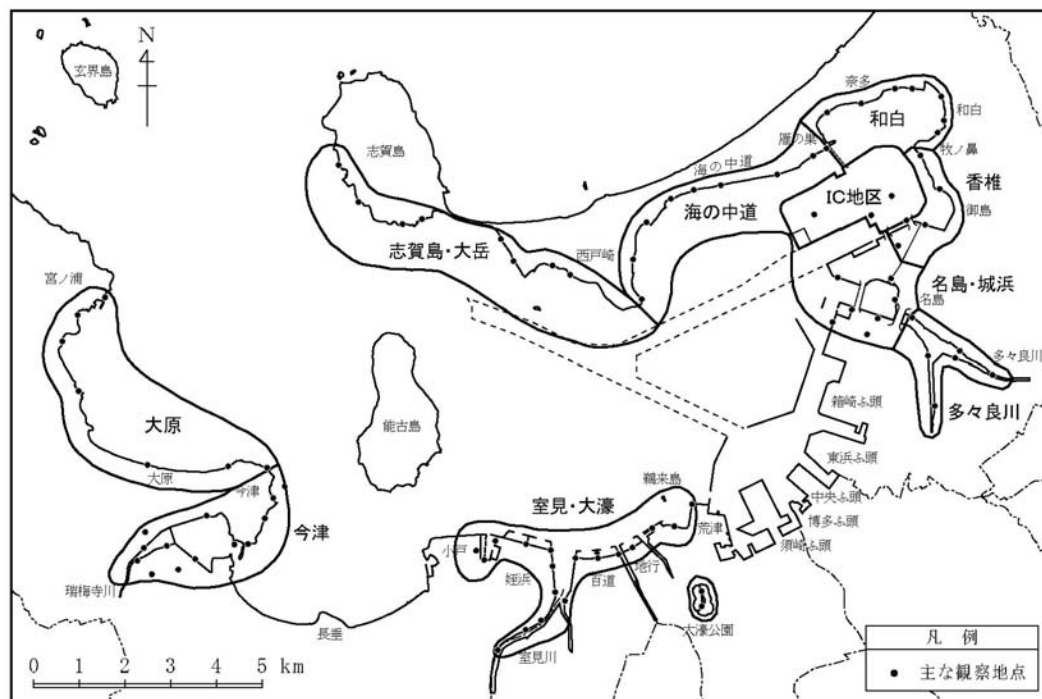 玄界島
N
志賀島
奈多
和白
和白
雁の巣
牧ノ鼻
海の中道
香椎
IC地区
御島
海の中道
志賀島・大岳
西戸崎
宮ノ浦
名島・城浜
名島
多々良川
箱崎ふ頭
多々良川
能古島
大原
東浜ふ頭
大原
今津
鵜来島
中央ふ頭
室見・大濠
博多ふ頭
荒津
今津
須崎ふ頭
小戸
地行
百道
姪浜
瑞梅寺川
長垂
大濠公園
室見川
凡 例
● 主な観察地点
0 1 2 3 4 5 km